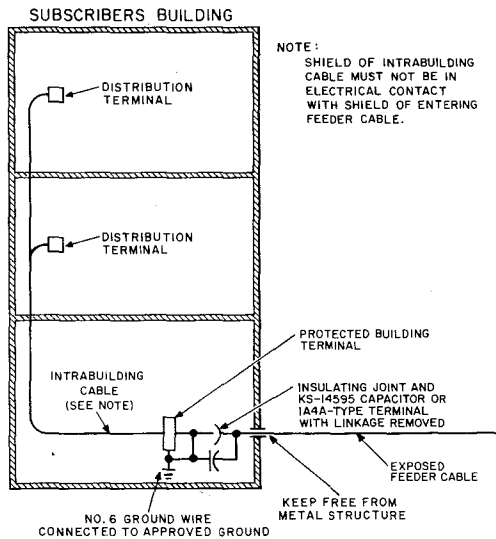 SUBSCRIBERS BUILDING
NOTE:
SHIELD OF INTRABUILDING
CABLE MUST NOT BE IN
ELECTRICAL CONTACT
WITH SHIELD OF ENTERING
FEEDER CABLE.
DISTRIBUTION
TERMINAL
DISTRIBUTION
TERMINAL
PROTECTED BUILDING
TERMINAL
INTRABUILDING
CABLE
(SEE NOTE)
INSULATING JOINT AND
KS-14595 CAPACITOR OR
1A4A-TYPE TERMINAL
WITH LINKAGE REMOVED
EXPOSED
FEEDER CABLE
KEEP FREE FROM
METAL STRUCTURE
NO. 6 GROUND WIRE
CONNECTED TO APPROVED GROUND